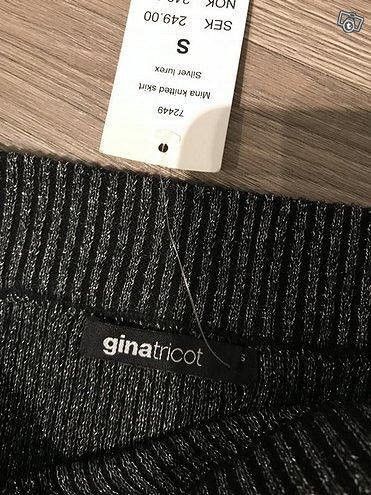 72449
Mina knitted skirt
Silver lurex
S
SEK 249.00
NOK
ginatricot
S